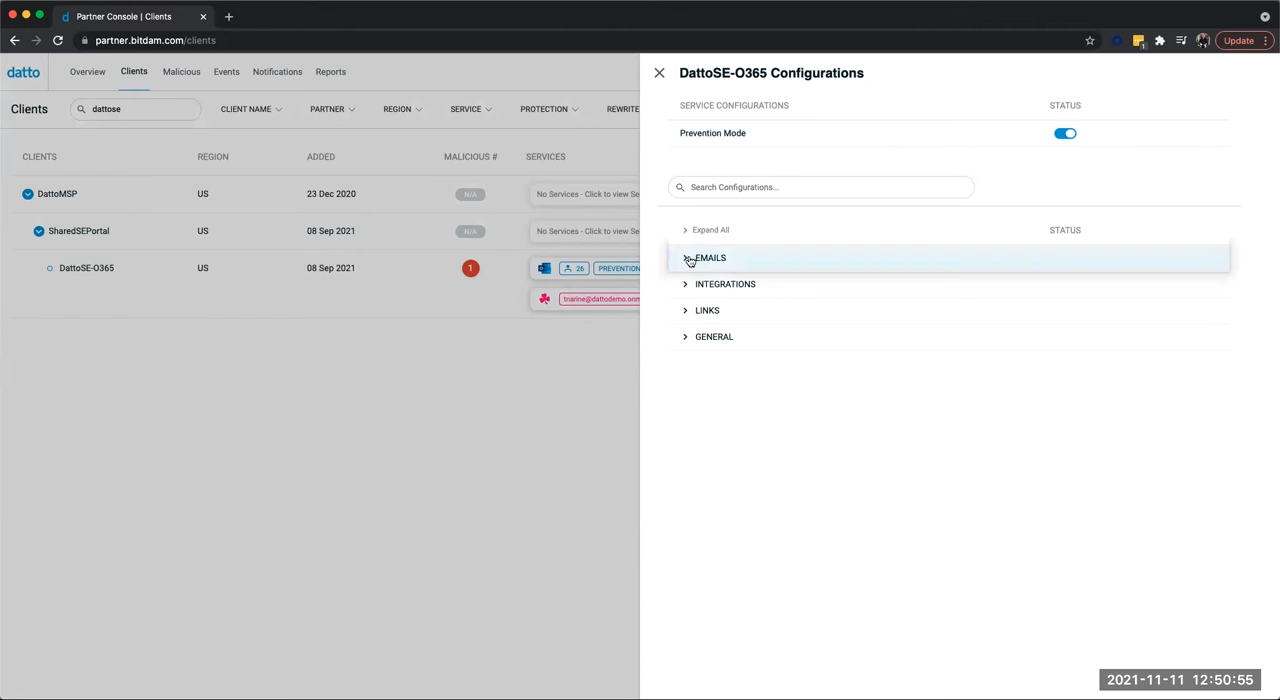 Partner Console | Clients
partner.bitdam.com/clients
Update
datto
Overview
Clients
Malicious
Events
Notifications
Reports
Clients
dattose
CLIENT NAME
PARTNER
REGION
SERVICE
PROTECTION
REWRITE
CLIENTS
REGION
ADDED
MALICIOUS #
SERVICES
DattoMSP
US
23 Dec 2020
N/A
No Services - Click to view Se
SharedSEPortal
US
08 Sep 2021
N/A
No Services - Click to view Se
DattoSE-O365
US
08 Sep 2021
1
26
PREVENTION
tnarine@dattodemo.onm
DattoSE-O365 Configurations
SERVICE CONFIGURATIONS
STATUS
Prevention Mode
Search Configurations...
Expand All
STATUS
EMAILS
INTEGRATIONS
LINKS
GENERAL
2021-11-11 12:50:55